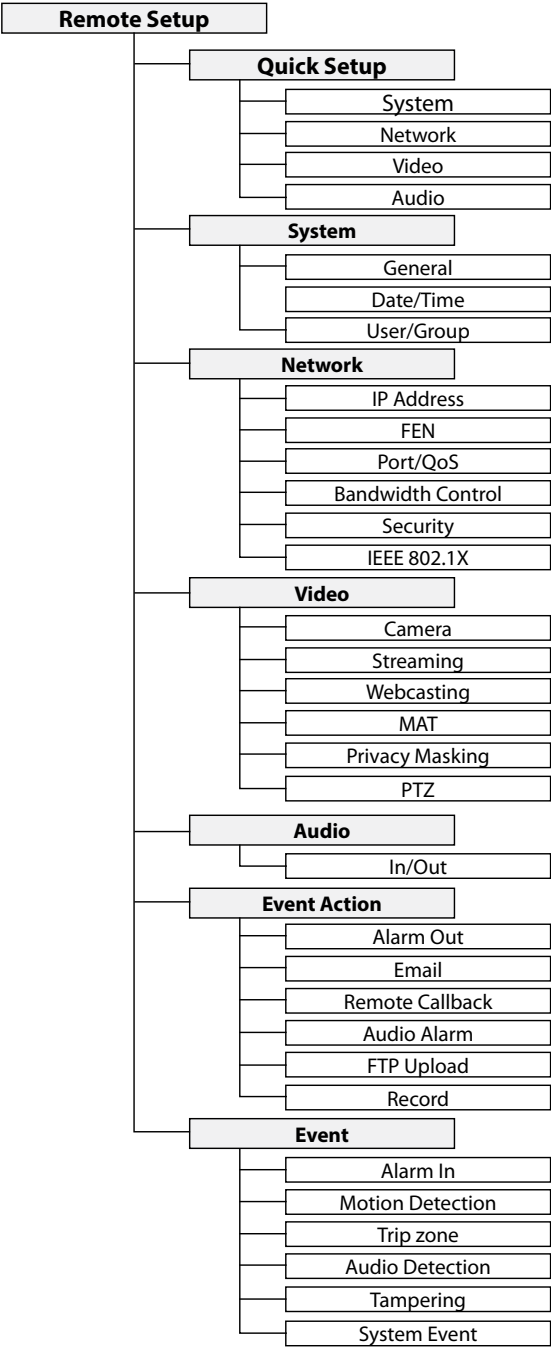 Remote Setup
Quick Setup
System
Network
Video
Audio
System
General
Date/Time
User/Group
Network
IP Address
FEN
Port/QoS
Bandwidth Control
Security
IEEE 802.1X
Video
Camera
Streaming
Webcasting
MAT
Privacy Masking
PTZ
Audio
In/Out
Event Action
Alarm Out
Email
Remote Callback
Audio Alarm
FTP Upload
Record
Event
Alarm In
Motion Detection
Trip zone
Audio Detection
Tampering
System Event